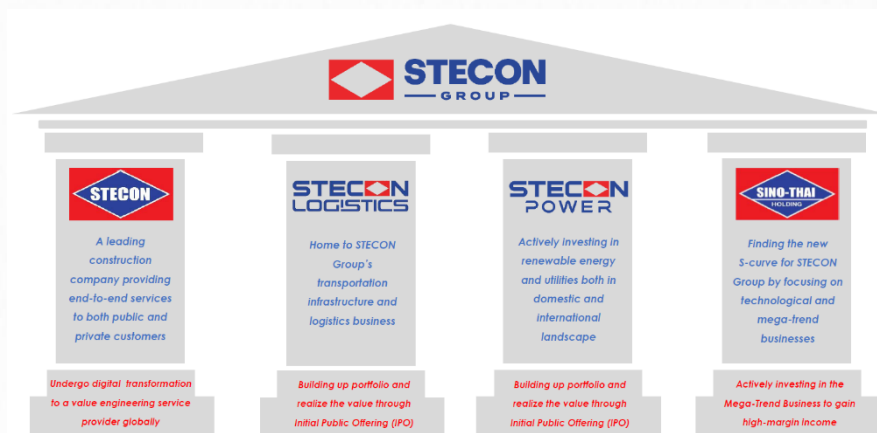 STECON
GROUP
STECON
A leading
construction
company providing
end-to-end services
to both public and
private customers
Undergo digital transformation
to a value engineering service
provider globally
STECON
LOGISTICS
Home to STECON
Group's
transportation
infrastructure and
logistics business
Building up portfolio and
realize the value through
Initial Public Offering (IPO)
STECON
POWER
Actively investing in
renewable energy
and utilities both in
domestic and
international
landscape
Building up portfolio and
realize the value through
Initial Public Offering (IPO)
SINO-THAI
HOLDING
Finding the new
S-curve for STECON
Group by focusing on
technological and
mega-trend
businesses
Actively investing in the
Mega-Trend Business to gain
high-margin income